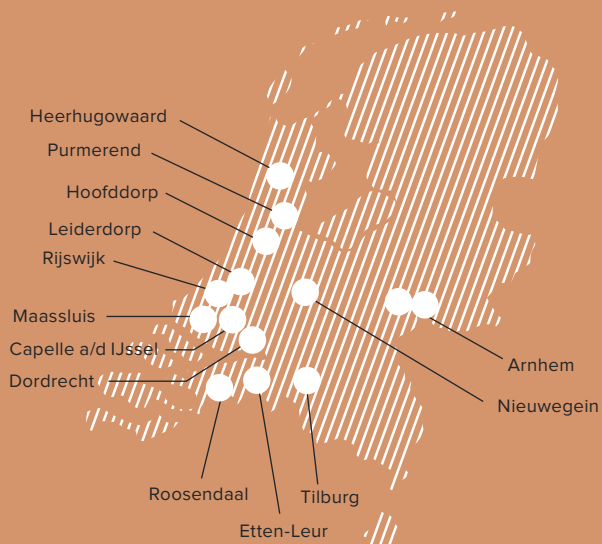 Heerhugowaard
Purmerend
Hoofddorp
Leiderdorp
Rijswijk
Maassluis
Capelle a/d IJssel
Dordrecht
Arnhem
Nieuwegein
Roosendaal
Tilburg
Etten-Leur